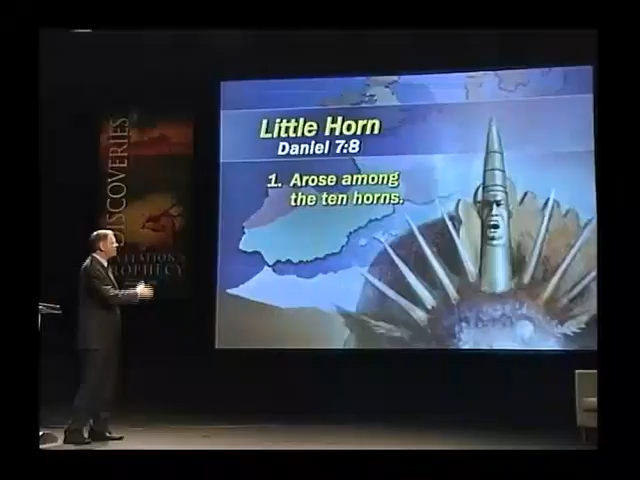 Little Horn
Daniel 7:8
1. Arose among
the ten horns.
DISCOVERIES
PROPHECY